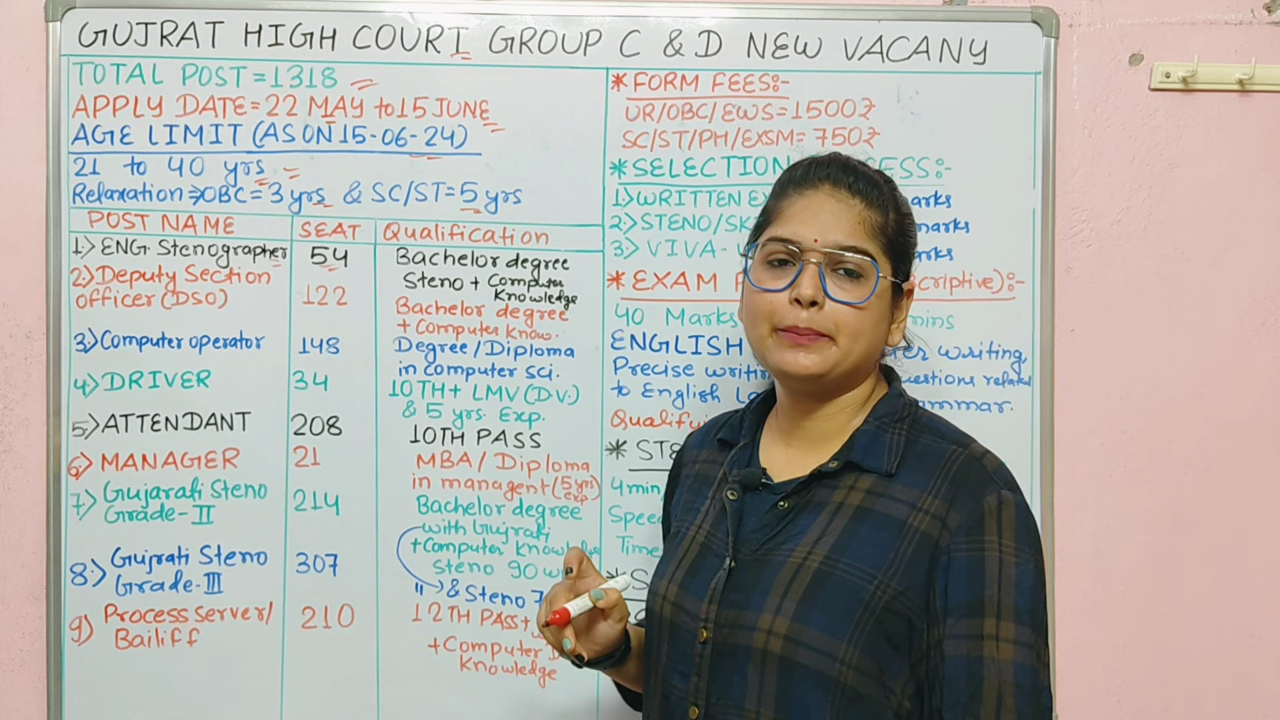 GUJRAT HIGH COURT GROUP C & D NEW VACANY
TOTAL POST = 1318
APPLY DATE = 22 MAY to 15 JUNE
AGE LIMIT (AS ON 15-06-24)
21 to 40 yrs
Relaxation ⇒ OBC = 3 yrs & SC/ST = 5 yrs
POST NAME SEAT Qualification
1.> ENG. Stenographer 54 Bachelor degree
Steno + Computer
Knowledge
2.> Deputy Section
officer (DSO) 122 Bachelor degree
+ Computer Know.
3.> Computer operator 148 Degree / Diploma
in computer sci.
4.> DRIVER 34 10TH + LMV (D.V.)
& 5 yrs. Exp.
5.> ATTENDANT 208 10TH PASS
6.> MANAGER 21 MBA / Diploma
in managent (5 yrs)
exp
7.> Gujarati Steno
Grade-II 214 Bachelor degree
with Gujrati
+ Computer
steno 90
8.> Gujrati Steno
Grade-III 307 " & Steno
9) Process server /
Bailiff 210 12TH PASS +
+ Computer
Knowledge
* FORM FEES:-
UR/OBC/EWS = 1500₹
SC/ST/PH/EXSM = 750₹
* SELECTION
1.> WRITTEN
2.> STENO/
marks
3.> VIVA-
* EXAM
40 Marks
ENGLISH writing,
Precise
to English
* 
4 min,